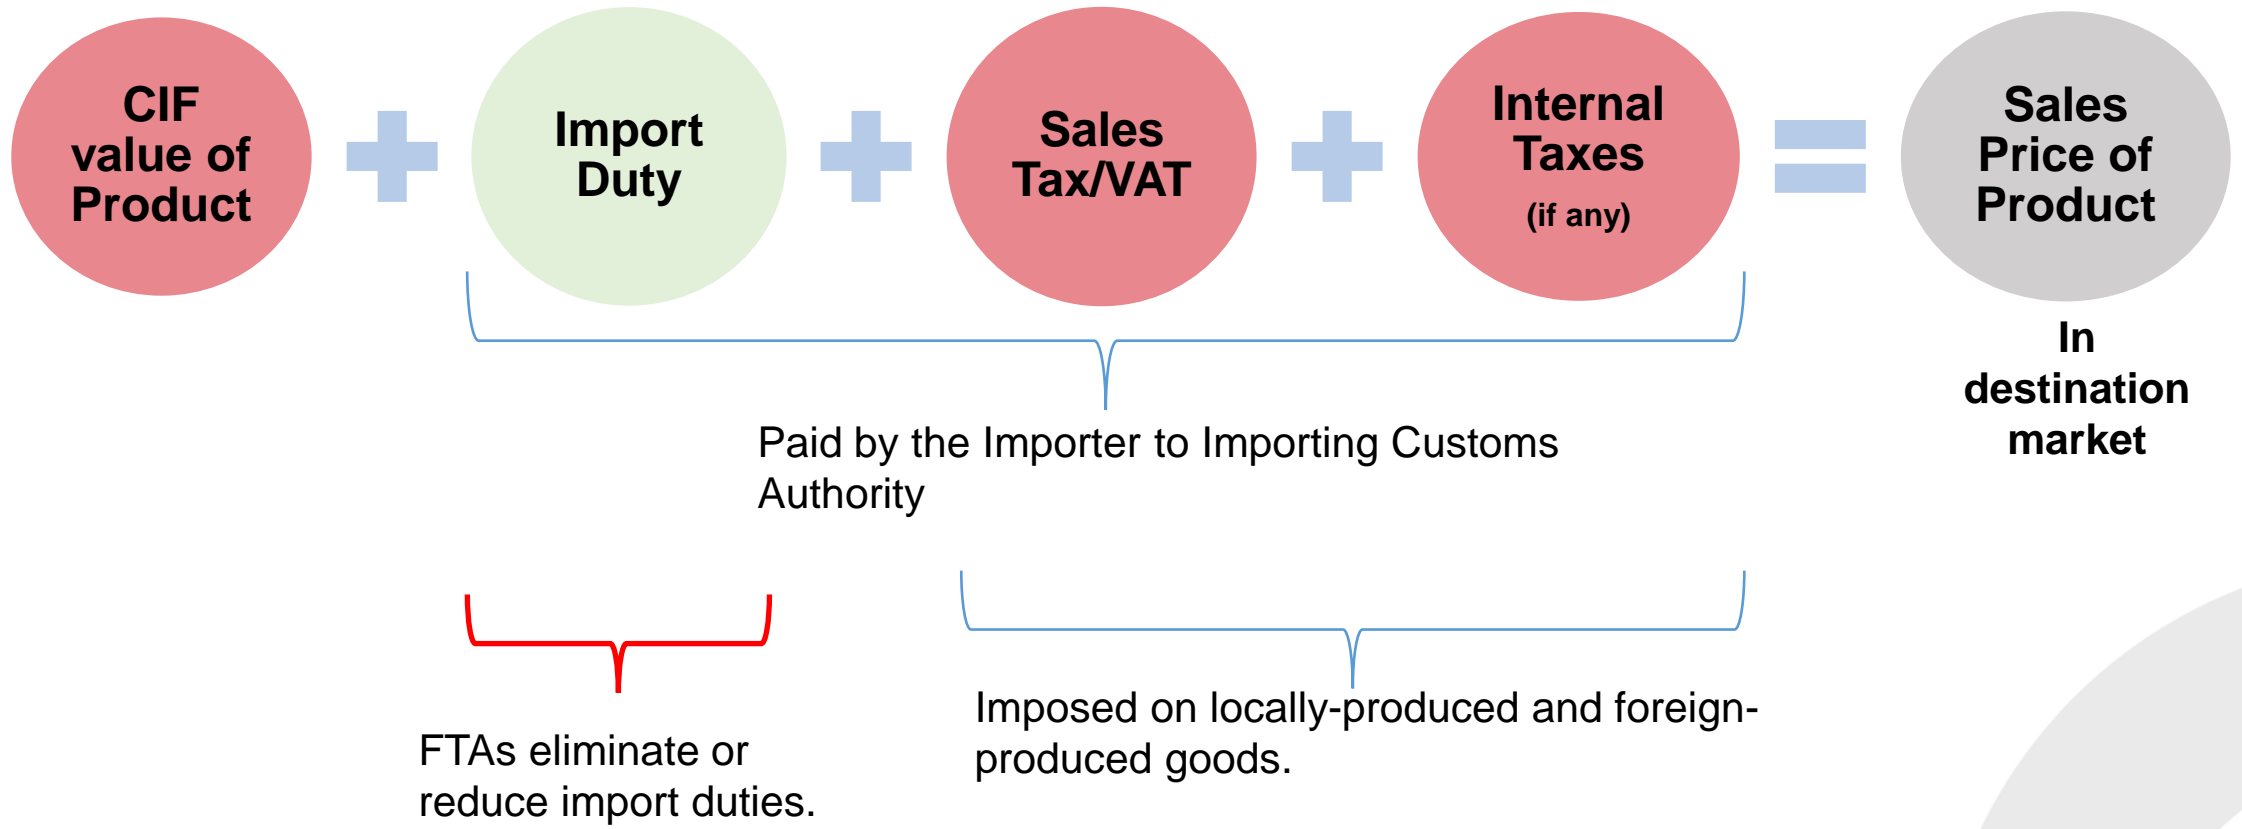 CIF
value of
Product
Import
Duty
Sales
Tax/VAT
Internal
Taxes
(if any)
Sales
Price of
Product
In
destination
market
Paid by the Importer to Importing Customs
Authority
FTAs eliminate or
reduce import duties.
Imposed on locally-produced and foreign-
produced goods.